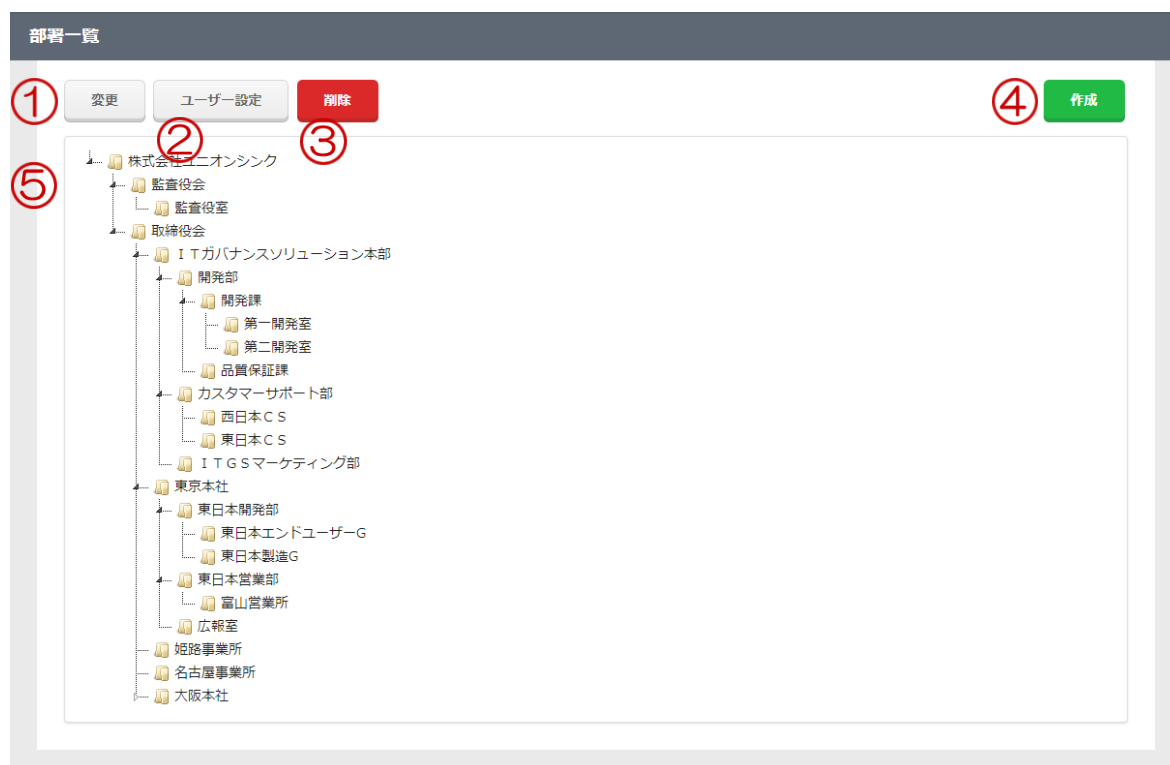 部署一覧
① 変更 ユーザー設定 削除 ④ 作成
② ③
株式会社ユニオンシンク
⑤ 監査役会
監査役室
取締役会
ITガバナンスソリューション本部
開発部
開発課
第一開発室
第二開発室
品質保証課
カスタマーサポート部
西日本CS
東日本CS
ITGSマーケティング部
東京本社
東日本開発部
東日本エンドユーザーG
東日本製造G
東日本営業部
富山営業所
広報室
姫路事業所
名古屋事業所
大阪本社